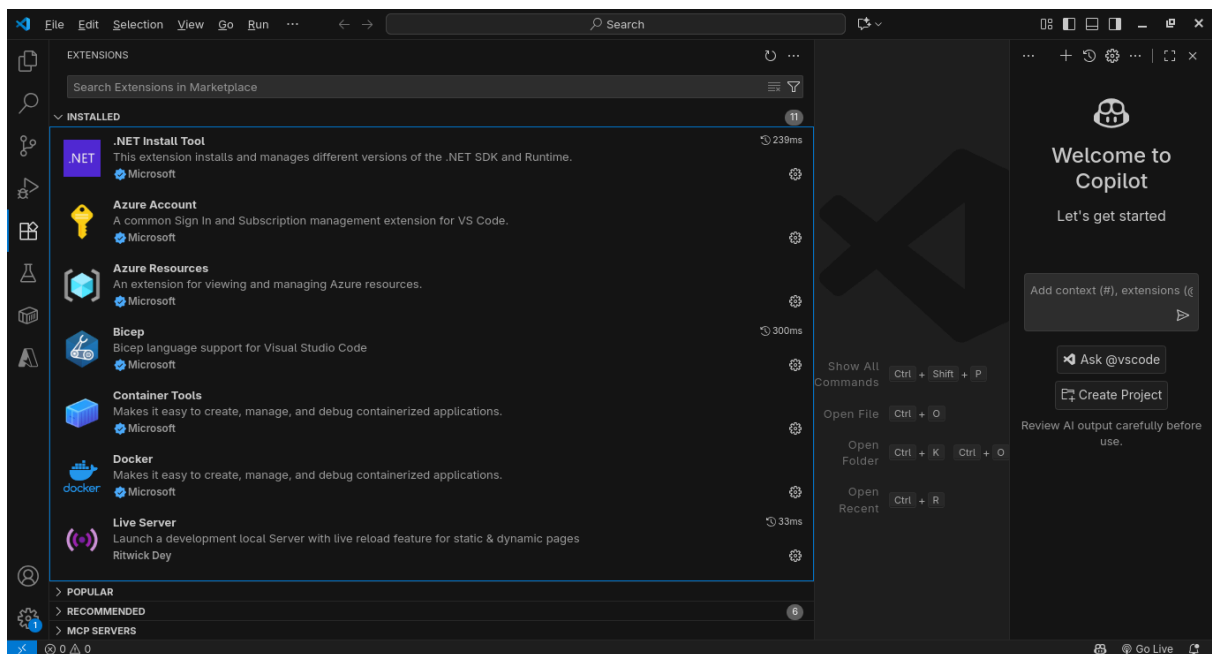 File Edit Selection View Go Run ··· Search
EXTENSIONS
Search Extensions in Marketplace
INSTALLED 11
.NET
.NET Install Tool 239ms
This extension installs and manages different versions of the .NET SDK and Runtime.
Microsoft
Azure Account
A common Sign In and Subscription management extension for VS Code.
Microsoft
Azure Resources
An extension for viewing and managing Azure resources.
Microsoft
Bicep 300ms
Bicep language support for Visual Studio Code
Microsoft
Container Tools
Makes it easy to create, manage, and debug containerized applications.
Microsoft
docker
Docker
Makes it easy to create, manage, and debug containerized applications.
Microsoft
Live Server 33ms
Launch a development local Server with live reload feature for static & dynamic pages
Ritwick Dey
POPULAR
RECOMMENDED 6
MCP SERVERS
1
0 0
Show All Commands Ctrl + Shift + P
Open File Ctrl + O
Open Folder Ctrl + K Ctrl + O
Open Recent Ctrl + R
Welcome to
Copilot
Let's get started
Add context (#), extensions (@
Ask @vscode
Create Project
Review AI output carefully before
use.
Go Live